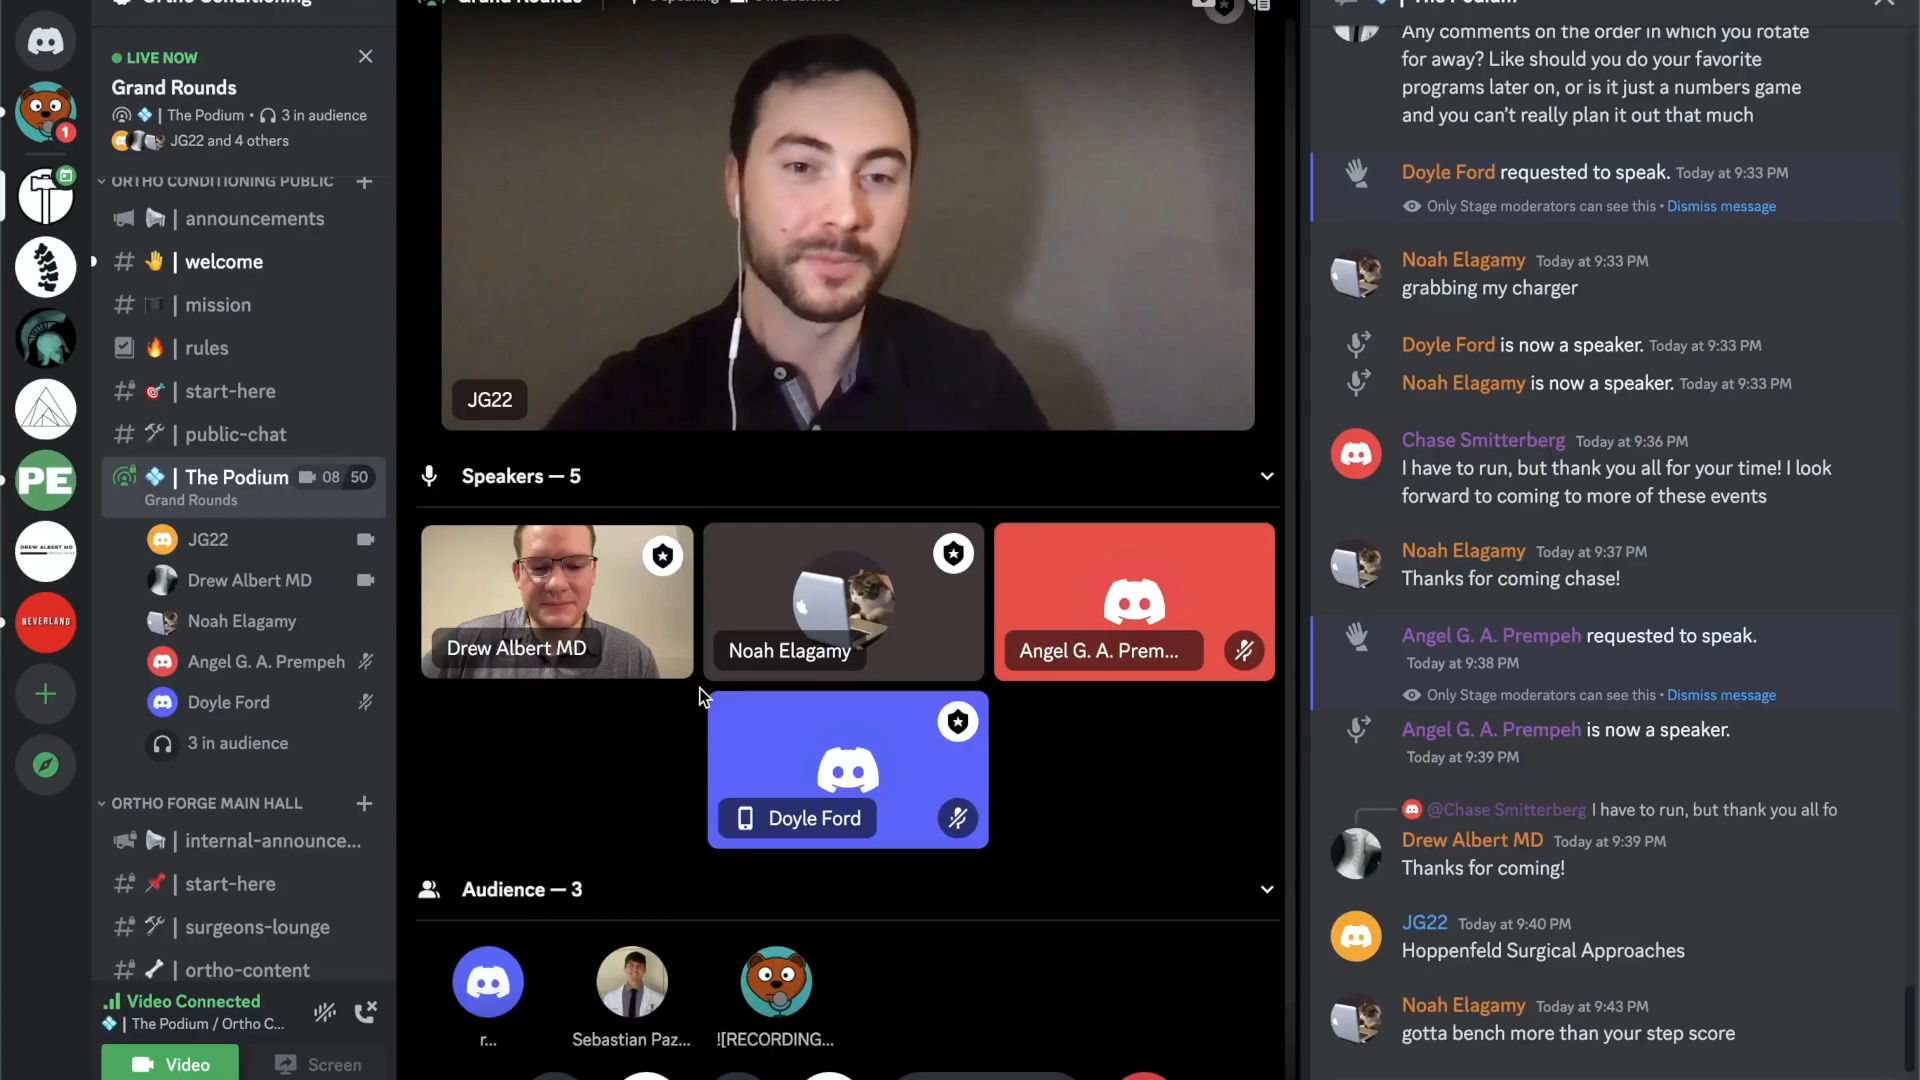 Ortho Conditioning
LIVE NOW
Grand Rounds
| The Podium • 3 in audience
JG22 and 4 others
ORTHO CONDITIONING PUBLIC
| announcements
| welcome
| mission
| rules
| start-here
| public-chat
| The Podium 08 50
Grand Rounds
JG22
Drew Albert MD
Noah Elagamy
Angel G. A. Prempeh
Doyle Ford
3 in audience
ORTHO FORGE MAIN HALL
| internal-announce...
| start-here
| surgeons-lounge
| ortho-content
Video Connected
| The Podium / Ortho C...
Video
Screen
1
PE
DREW ALBERT MD
NEVERLAND
Grand Rounds
JG22
Speakers — 5
Drew Albert MD
Noah Elagamy
Angel G. A. Prem...
Doyle Ford
Audience — 3
r...
Sebastian Paz...
![RECORDING...
| The Podium
Any comments on the order in which you rotate
for away? Like should you do your favorite
programs later on, or is it just a numbers game
and you can't really plan it out that much
Doyle Ford requested to speak. Today at 9:33 PM
Only Stage moderators can see this • Dismiss message
Noah Elagamy Today at 9:33 PM
grabbing my charger
Doyle Ford is now a speaker. Today at 9:33 PM
Noah Elagamy is now a speaker. Today at 9:33 PM
Chase Smitterberg Today at 9:36 PM
I have to run, but thank you all for your time! I look
forward to coming to more of these events
Noah Elagamy Today at 9:37 PM
Thanks for coming chase!
Angel G. A. Prempeh requested to speak.
Today at 9:38 PM
Only Stage moderators can see this • Dismiss message
Angel G. A. Prempeh is now a speaker.
Today at 9:39 PM
@Chase Smitterberg I have to run, but thank you all fo
Drew Albert MD Today at 9:39 PM
Thanks for coming!
JG22 Today at 9:40 PM
Hoppenfeld Surgical Approaches
Noah Elagamy Today at 9:43 PM
gotta bench more than your step score